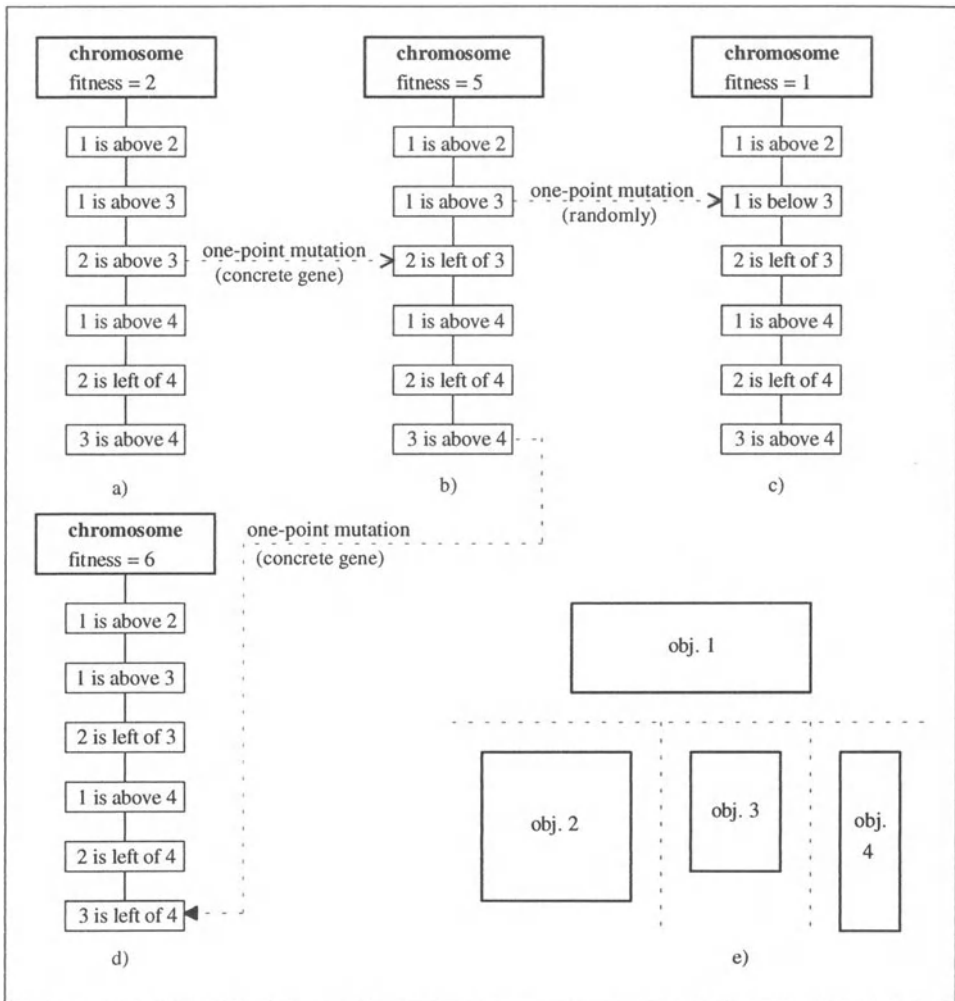 chromosome
fitness = 2
1 is above 2
1 is above 3
2 is above 3
1 is above 4
2 is left of 4
3 is above 4
a)
one-point mutation
(concrete gene)
chromosome
fitness = 5
1 is above 2
1 is above 3
2 is left of 3
1 is above 4
2 is left of 4
3 is above 4
b)
one-point mutation
(randomly)
chromosome
fitness = 1
1 is above 2
1 is below 3
2 is left of 3
1 is above 4
2 is left of 4
3 is above 4
c)
one-point mutation
(concrete gene)
chromosome
fitness = 6
1 is above 2
1 is above 3
2 is left of 3
1 is above 4
2 is left of 4
3 is left of 4
d)
obj. 1
obj. 2
obj. 3
obj.
4
e)